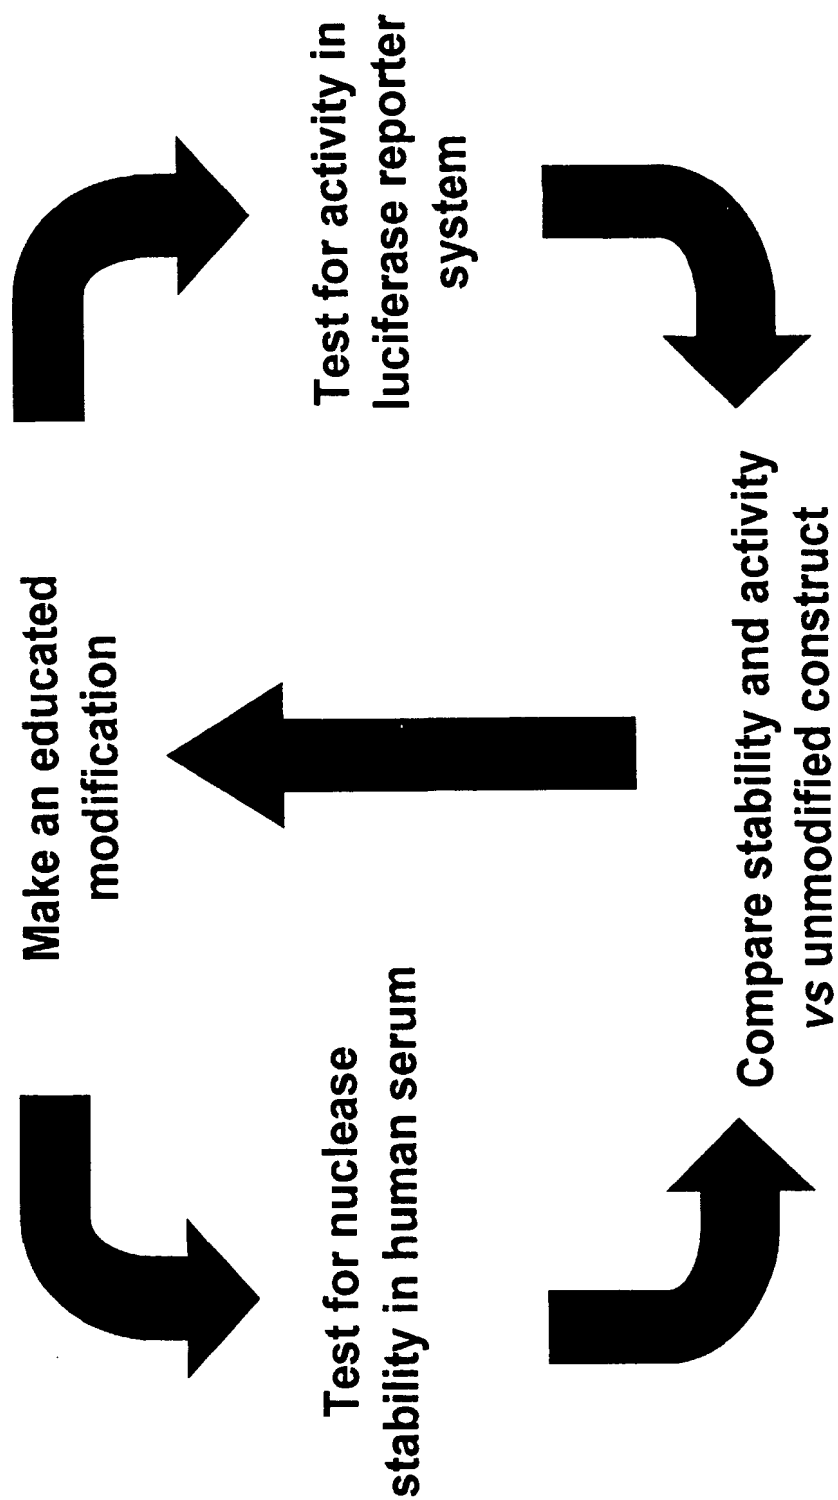 Make an educated
modification
Test for nuclease
stability in human serum
Test for activity in
luciferase reporter
system
Compare stability and activity
vs unmodified construct